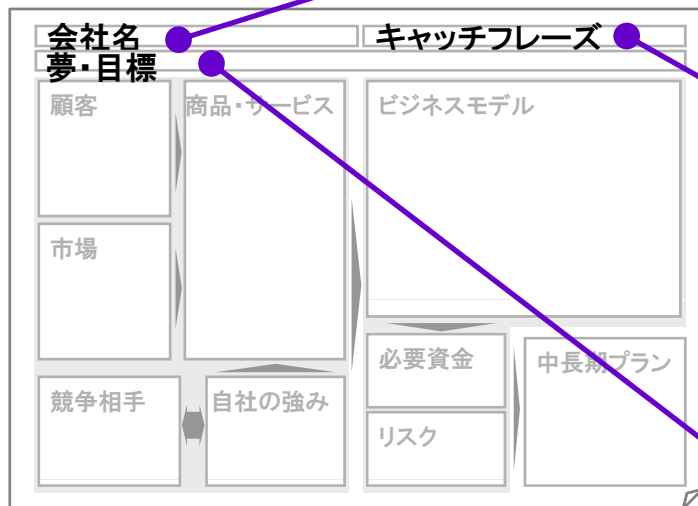 会社名 キャッチフレーズ
夢・目標
顧客 商品・サービス ビジネスモデル
市場
必要資金 中長期プラン
競争相手 自社の強み
リスク